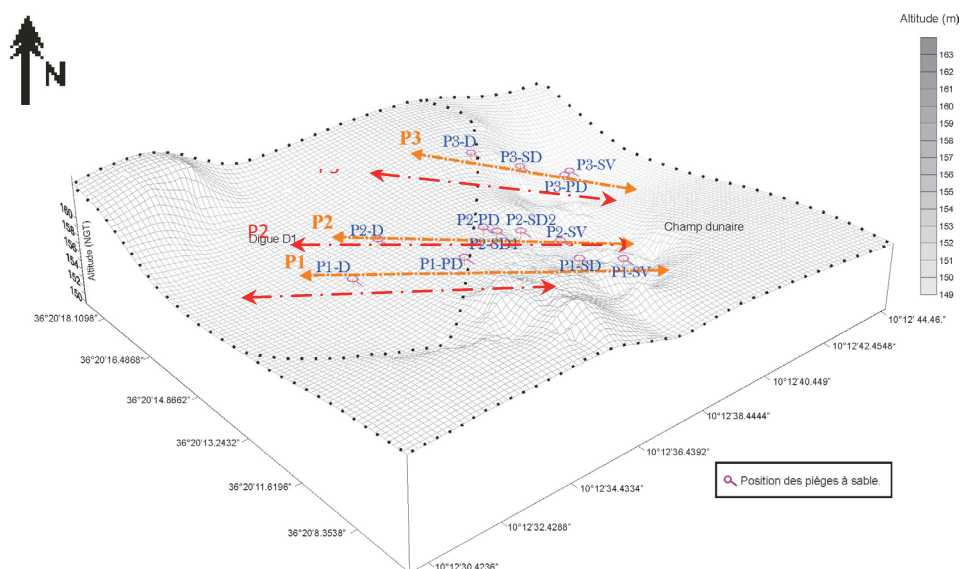 Altitude (m)
N
163
162
161
160
159
158
157
156
155
154
153
152
151
150
149
P3
P3-D
P3-SD
P3-SV
P3-PD
P2
P2
P2-D
P2-PD
P2-SD2
P2-SD1
P2-SV
Digue D1
Champ dunaire
P1
P1-D
P1-PD
P1-SD
P1-SV
Altitude (NGT)
160
158
156
154
152
150
36°20'18.1098"
36°20'16.4868"
36°20'14.8662"
36°20'13.2432"
36°20'11.6196"
36°20'8.3538"
10°12' 44.46."
10°12'42.4548"
10°12'40.449"
10°12'38.4444"
10°12'36.4392"
10°12'34.4334"
10°12'32.4288"
10°12'30.4236"
Position des pièges à sable.